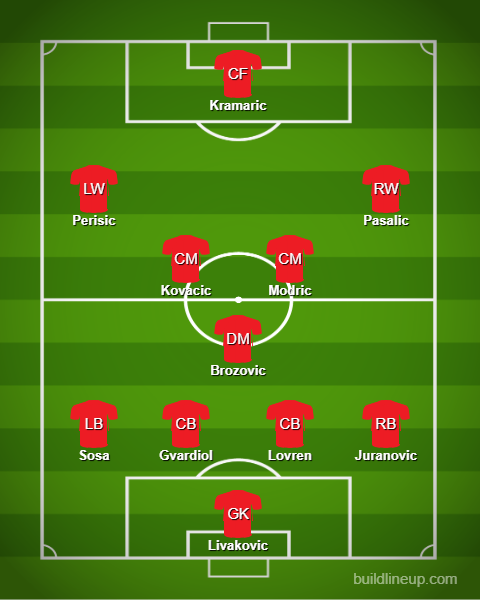 CF
Kramaric
LW
RW
Perisic
Pasalic
CM
CM
Kovacic
Modric
DM
Brozovic
LB
CB
CB
RB
Sosa
Gvardiol
Lovren
Juranovic
GK
Livakovic
buildlineup.com